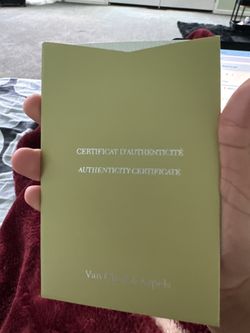 CERTIFICAT D'AUTHENTICITÉ
AUTHENTICITY CERTIFICATE
Van Cleef & Arpels